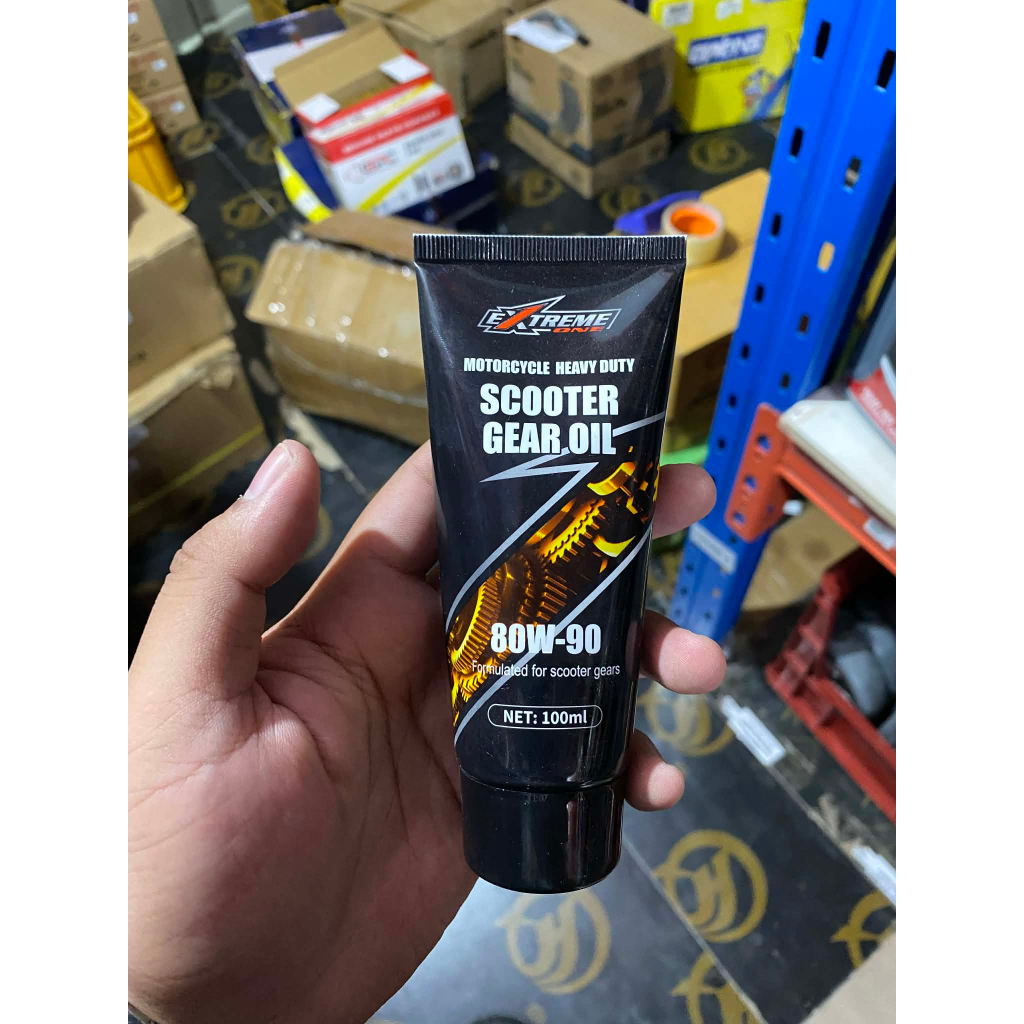 EXTREME
ONE
MOTORCYCLE HEAVY DUTY
SCOOTER
GEAR OIL
80W-90
Formulated for scooter gears
NET: 100ml